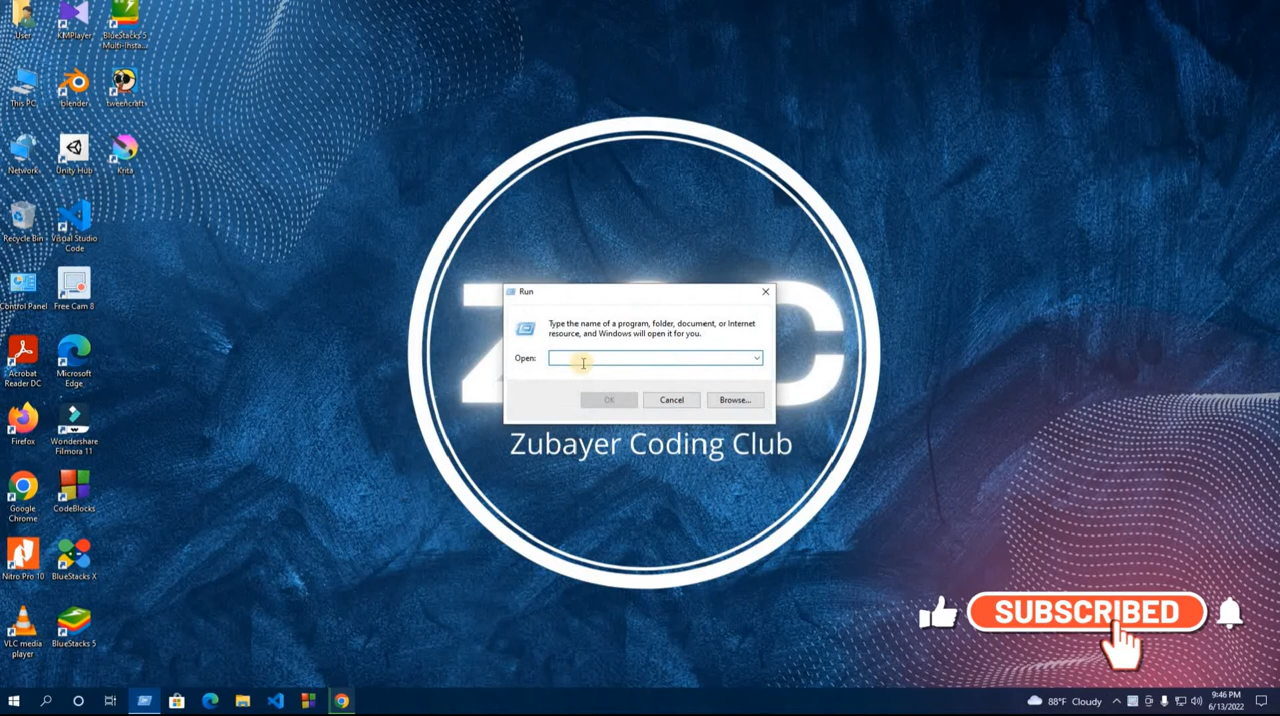 User
KMPlayer
BlueStacks 5
Multi-Insta...
This PC
blender
tweencraft
Network
Unity Hub
Krita
Recycle Bin
Visual Studio
Code
Control Panel
Free Cam 8
Acrobat
Reader DC
Microsoft
Edge
Firefox
Wondershare
Filmora 11
Google
Chrome
CodeBlocks
Nitro Pro 10
BlueStacks X
VLC media
player
BlueStacks 5
Run
Type the name of a program, folder, document, or Internet
resource, and Windows will open it for you.
Open:
OK
Cancel
Browse...
Zubayer Coding Club
SUBSCRIBED
88°F Cloudy
9:46 PM
6/13/2022